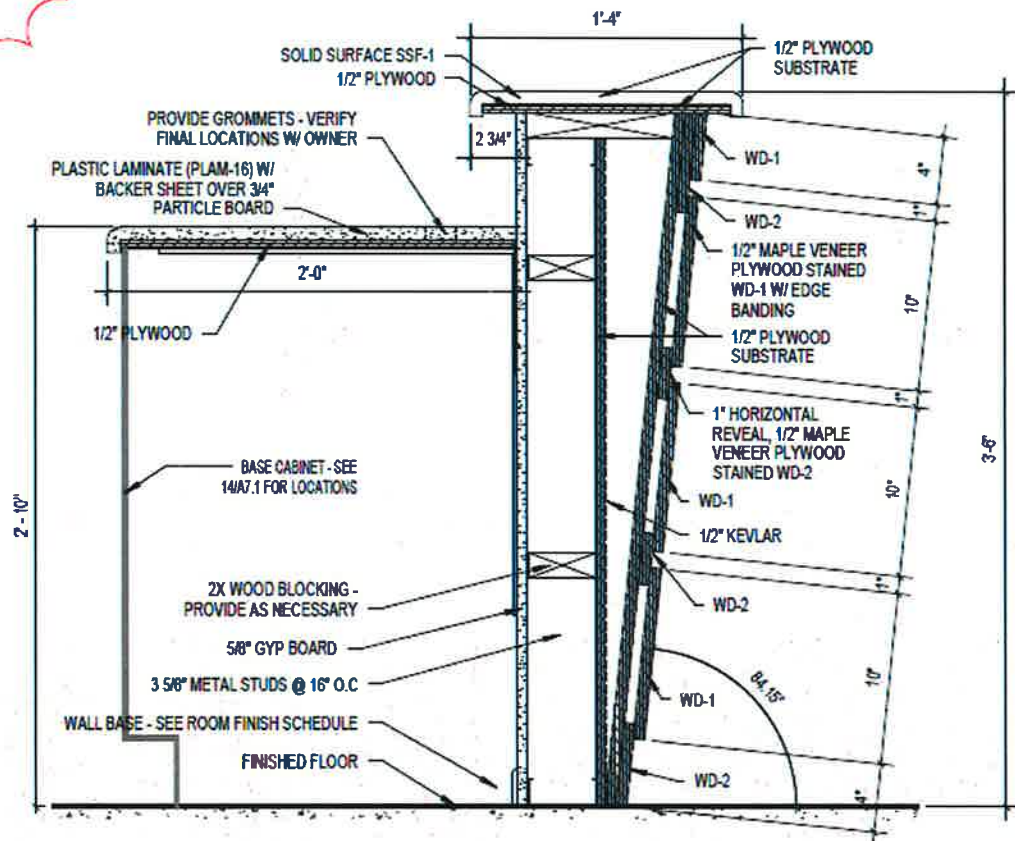 1'-4"
SOLID SURFACE SSF-1
1/2" PLYWOOD
1/2" PLYWOOD
SUBSTRATE
PROVIDE GROMMETS - VERIFY
FINAL LOCATIONS W/ OWNER
2 3/4"
PLASTIC LAMINATE (PLAM-16) W/
BACKER SHEET OVER 3/4"
PARTICLE BOARD
WD-1
4"
WD-2
1"
1/2" MAPLE VENEER
PLYWOOD STAINED
WD-1 W/ EDGE
BANDING
2'-0"
10"
1/2" PLYWOOD
1/2" PLYWOOD
SUBSTRATE
1"
1" HORIZONTAL
REVEAL, 1/2" MAPLE
VENEER PLYWOOD
STAINED WD-2
3'-6"
BASE CABINET - SEE
14/A7.1 FOR LOCATIONS
WD-1
10"
2'-10"
1/2" KEVLAR
2X WOOD BLOCKING -
PROVIDE AS NECESSARY
1"
WD-2
5/8" GYP BOARD
3 5/8" METAL STUDS @ 16" O.C
84.15°
WD-1
10"
WALL BASE - SEE ROOM FINISH SCHEDULE
FINISHED FLOOR
WD-2
4"